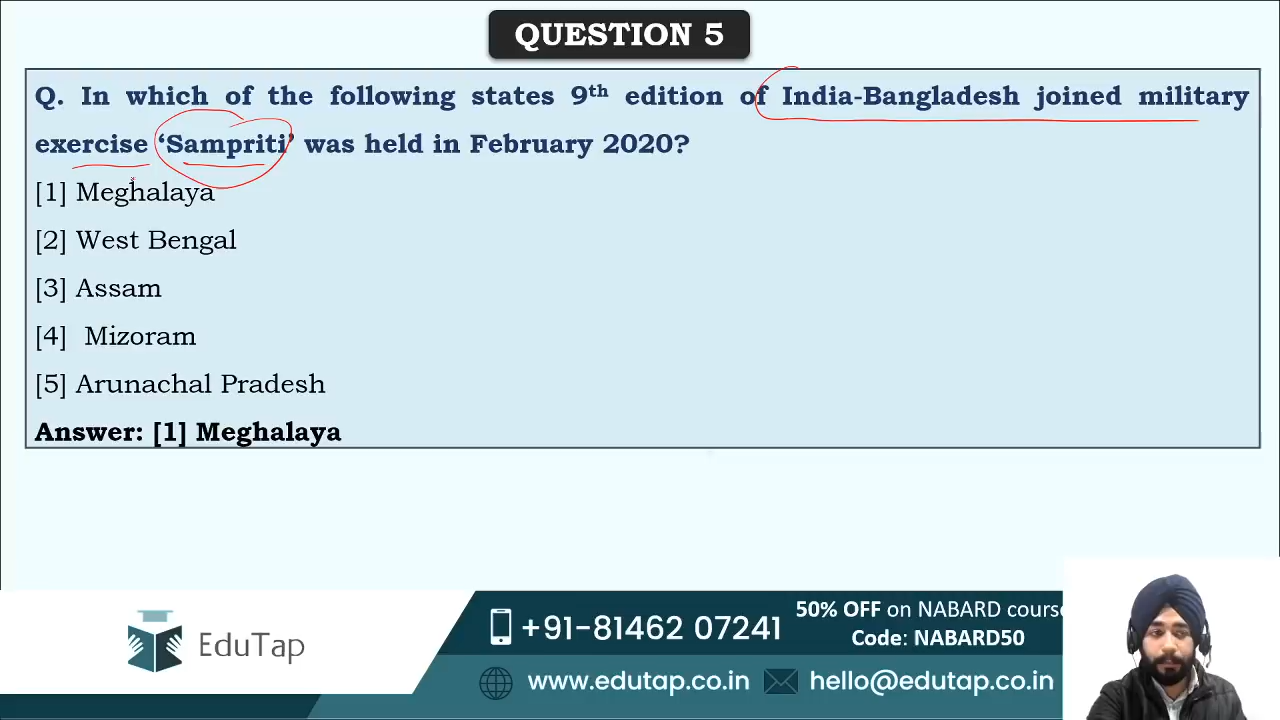 QUESTION 5
Q. In which of the following states 9th edition of India-Bangladesh joined military
exercise ‘Sampriti’ was held in February 2020?
[1] Meghalaya
[2] West Bengal
[3] Assam
[4] Mizoram
[5] Arunachal Pradesh
Answer: [1] Meghalaya
EduTap
+91-81462 07241
50% OFF on NABARD course
Code: NABARD50
www.edutap.co.in
hello@edutap.co.in